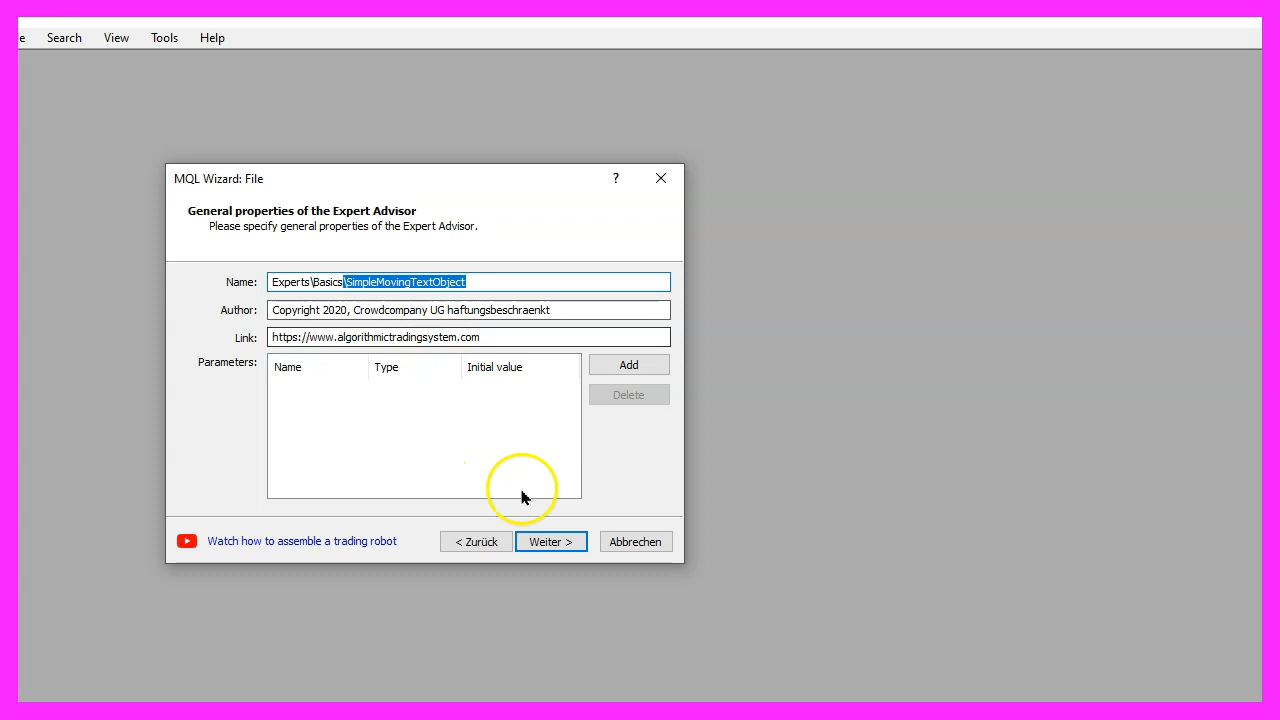 e Search View Tools Help
MQL Wizard: File ?
General properties of the Expert Advisor
Please specify general properties of the Expert Advisor.
Name: Experts\Basics\SimpleMovingTextObject
Author: Copyright 2020, Crowdcompany UG haftungsbeschraenkt
Link: https://www.algorithmictradingsystem.com
Parameters: Name Type Initial value Add
Delete
Watch how to assemble a trading robot < Zurück Weiter > Abbrechen